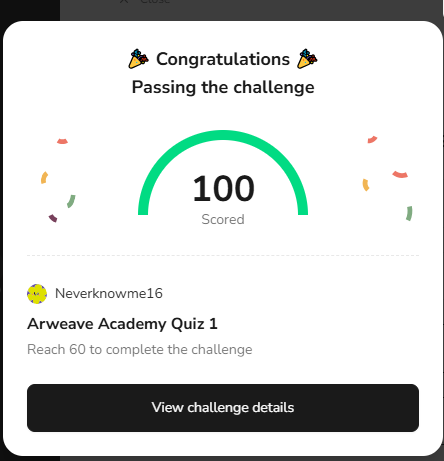 Close
🎉 Congratulations 🎉
Passing the challenge
100
Scored
Neverknowme16
Arweave Academy Quiz 1
Reach 60 to complete the challenge
View challenge details